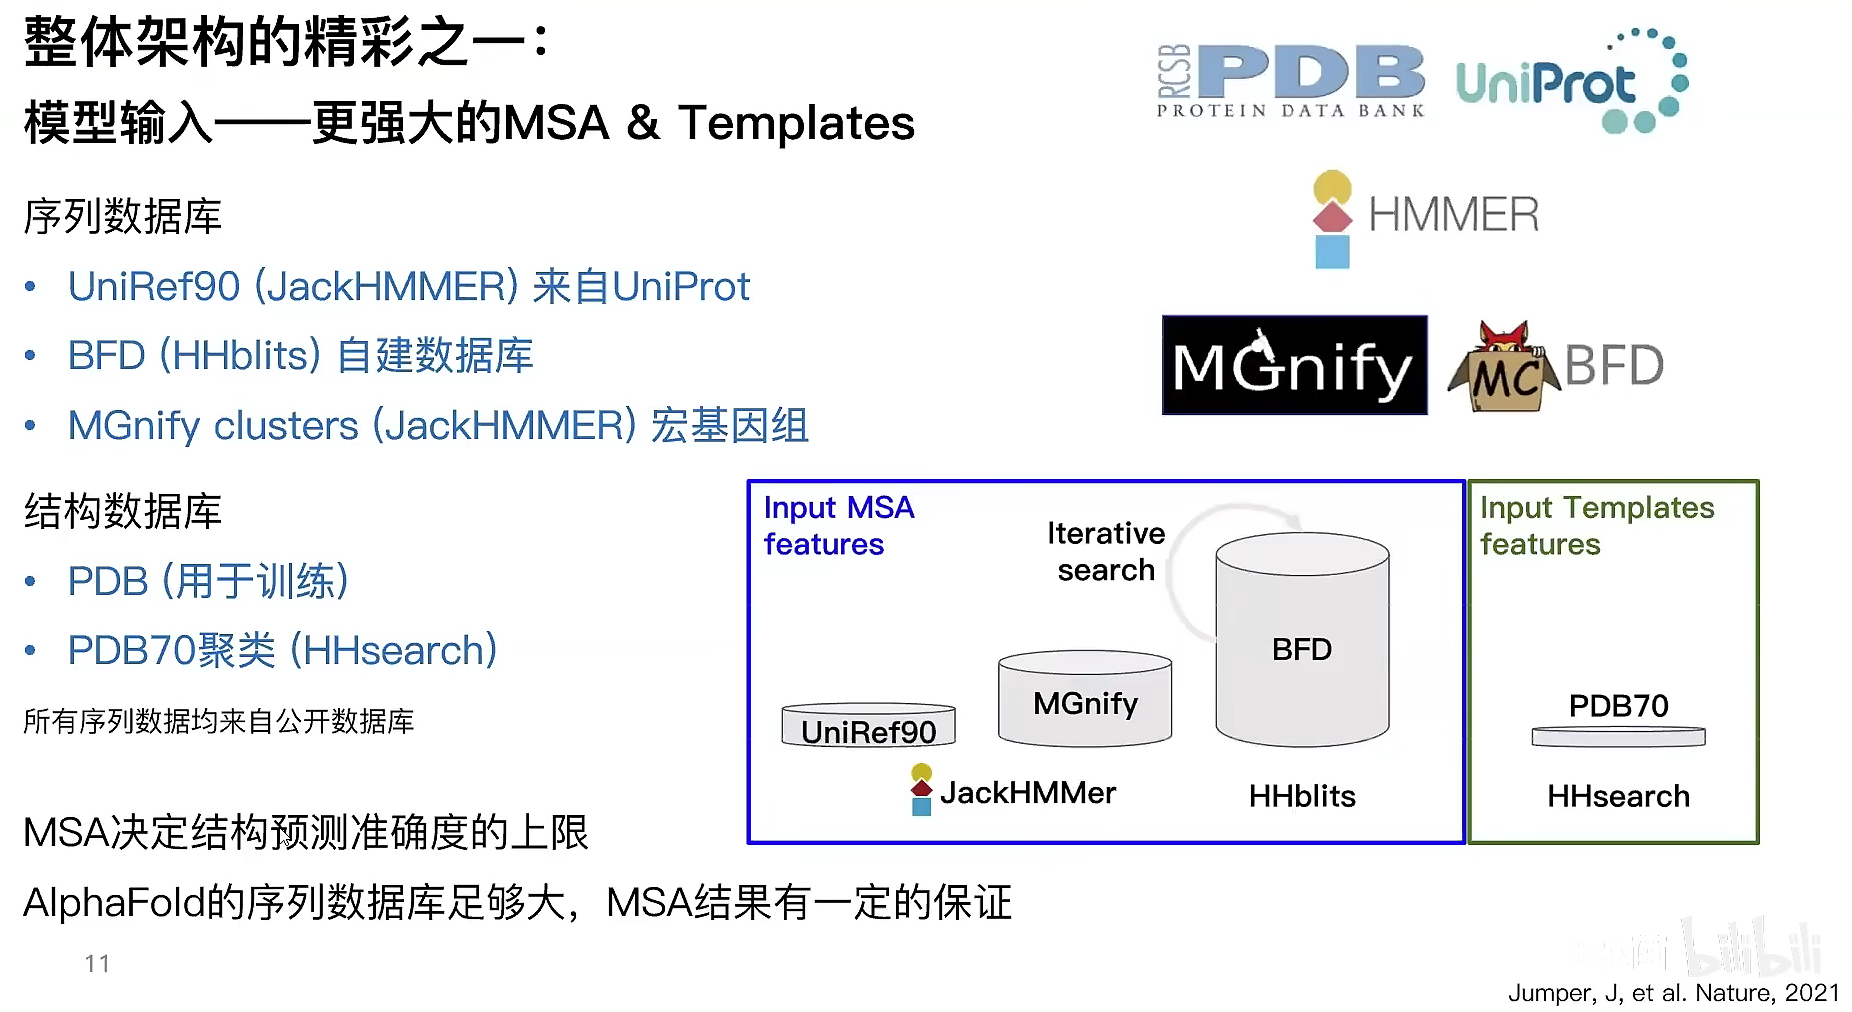 整体架构的精彩之一：
模型输入——更强大的MSA & Templates
序列数据库
• UniRef90 (JackHMMER) 来自UniProt
• BFD (HHblits) 自建数据库
• MGnify clusters (JackHMMER) 宏基因组
结构数据库
• PDB (用于训练)
• PDB70聚类 (HHsearch)
所有序列数据均来自公开数据库
MSA决定结构预测准确度的上限
AlphaFold的序列数据库足够大，MSA结果有一定的保证
11
RCSB
PDB
PROTEIN DATA BANK
UniProt
HMMER
MGnify
MC
BFD
Input MSA
features
Iterative
search
UniRef90
MGnify
BFD
JackHMMer
HHblits
Input Templates
features
PDB70
HHsearch
bilibili
Jumper, J, et al. Nature, 2021